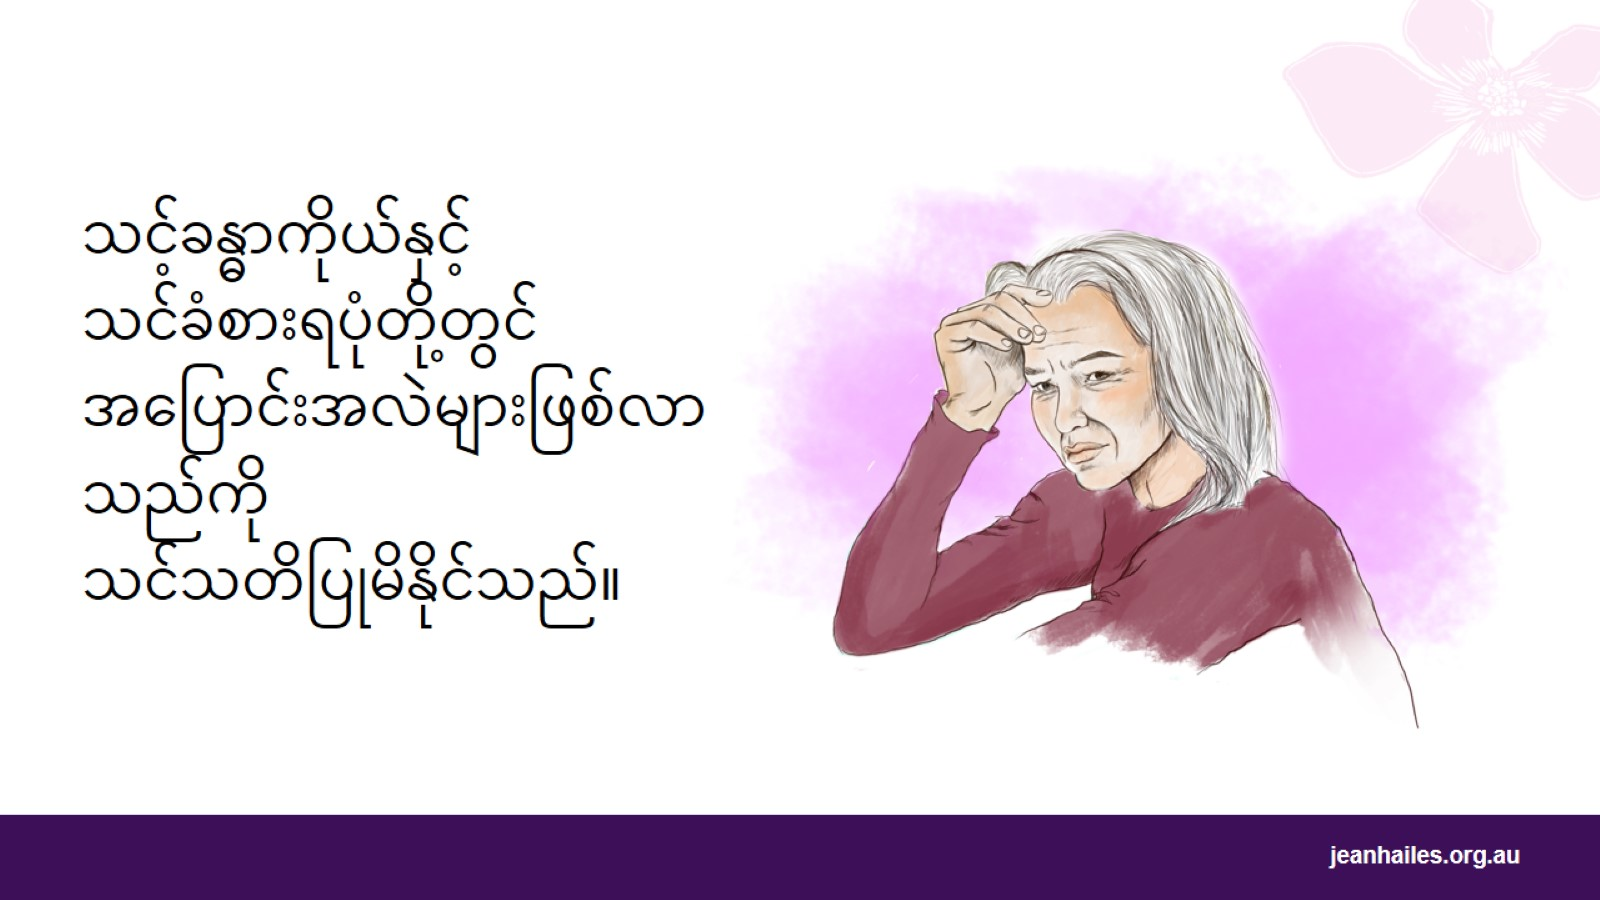 သင့်ခန္ဓာကိုယ်နှင့်
သင်ခံစားရပုံတို့တွင်
အပြောင်းအလဲများဖြစ်လာ
သည်ကို
သင်သတိပြုမိနိုင်သည်။
jeanhailes.org.au